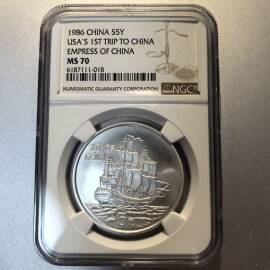 1986 CHINA S5Y
USA'S 1ST TRIP TO CHINA
EMPRESS OF CHINA
MS 70
6187111-018
NUMISMATIC GUARANTY CORPORATION
NGC